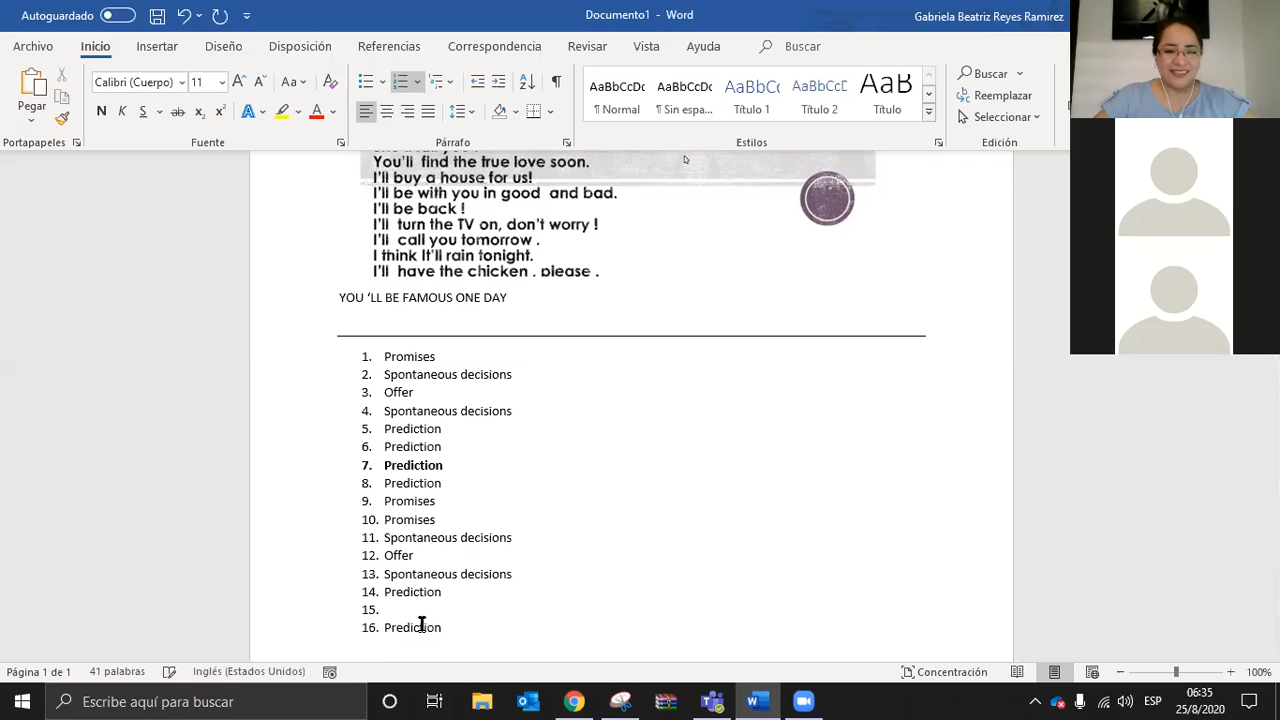 Autoguardado
Documento1 - Word
Gabriela Beatriz Reyes Ramirez
Archivo Inicio Insertar Diseño Disposición Referencias Correspondencia Revisar Vista Ayuda Buscar
Pegar
Calibri (Cuerpo) 11
Aa
N K S ab x₂ x² A A
AaBbCcDc AaBbCcDc AaBbCc AaBbCcD AaB
¶ Normal ¶ Sin espa... Título 1 Título 2 Título
Buscar
Reemplazar
Seleccionar
Portapapeles Fuente Párrafo Estilos Edición
You'll find the true love soon.
I'll buy a house for us!
I'll be with you in good and bad.
I'll be back !
I'll turn the TV on, don't worry !
I'll call you tomorrow .
I think It'll rain tonight.
I'll have the chicken , please .
YOU ‘LL BE FAMOUS ONE DAY
1. Promises
2. Spontaneous decisions
3. Offer
4. Spontaneous decisions
5. Prediction
6. Prediction
7. Prediction
8. Prediction
9. Promises
10. Promises
11. Spontaneous decisions
12. Offer
13. Spontaneous decisions
14. Prediction
15.
16. Prediction
Página 1 de 1 41 palabras Inglés (Estados Unidos) Concentración 100%
Escribe aquí para buscar
ESP
06:35
25/8/2020